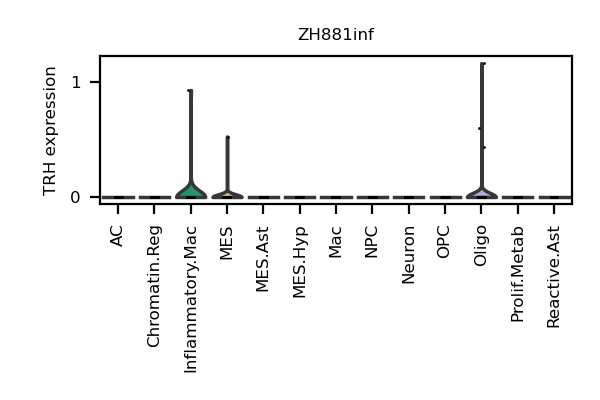 ZH881inf
TRH expression
1
0
AC
Chromatin.Reg
Inflammatory.Mac
MES
MES.Ast
MES.Hyp
Mac
NPC
Neuron
OPC
Oligo
Prolif.Metab
Reactive.Ast